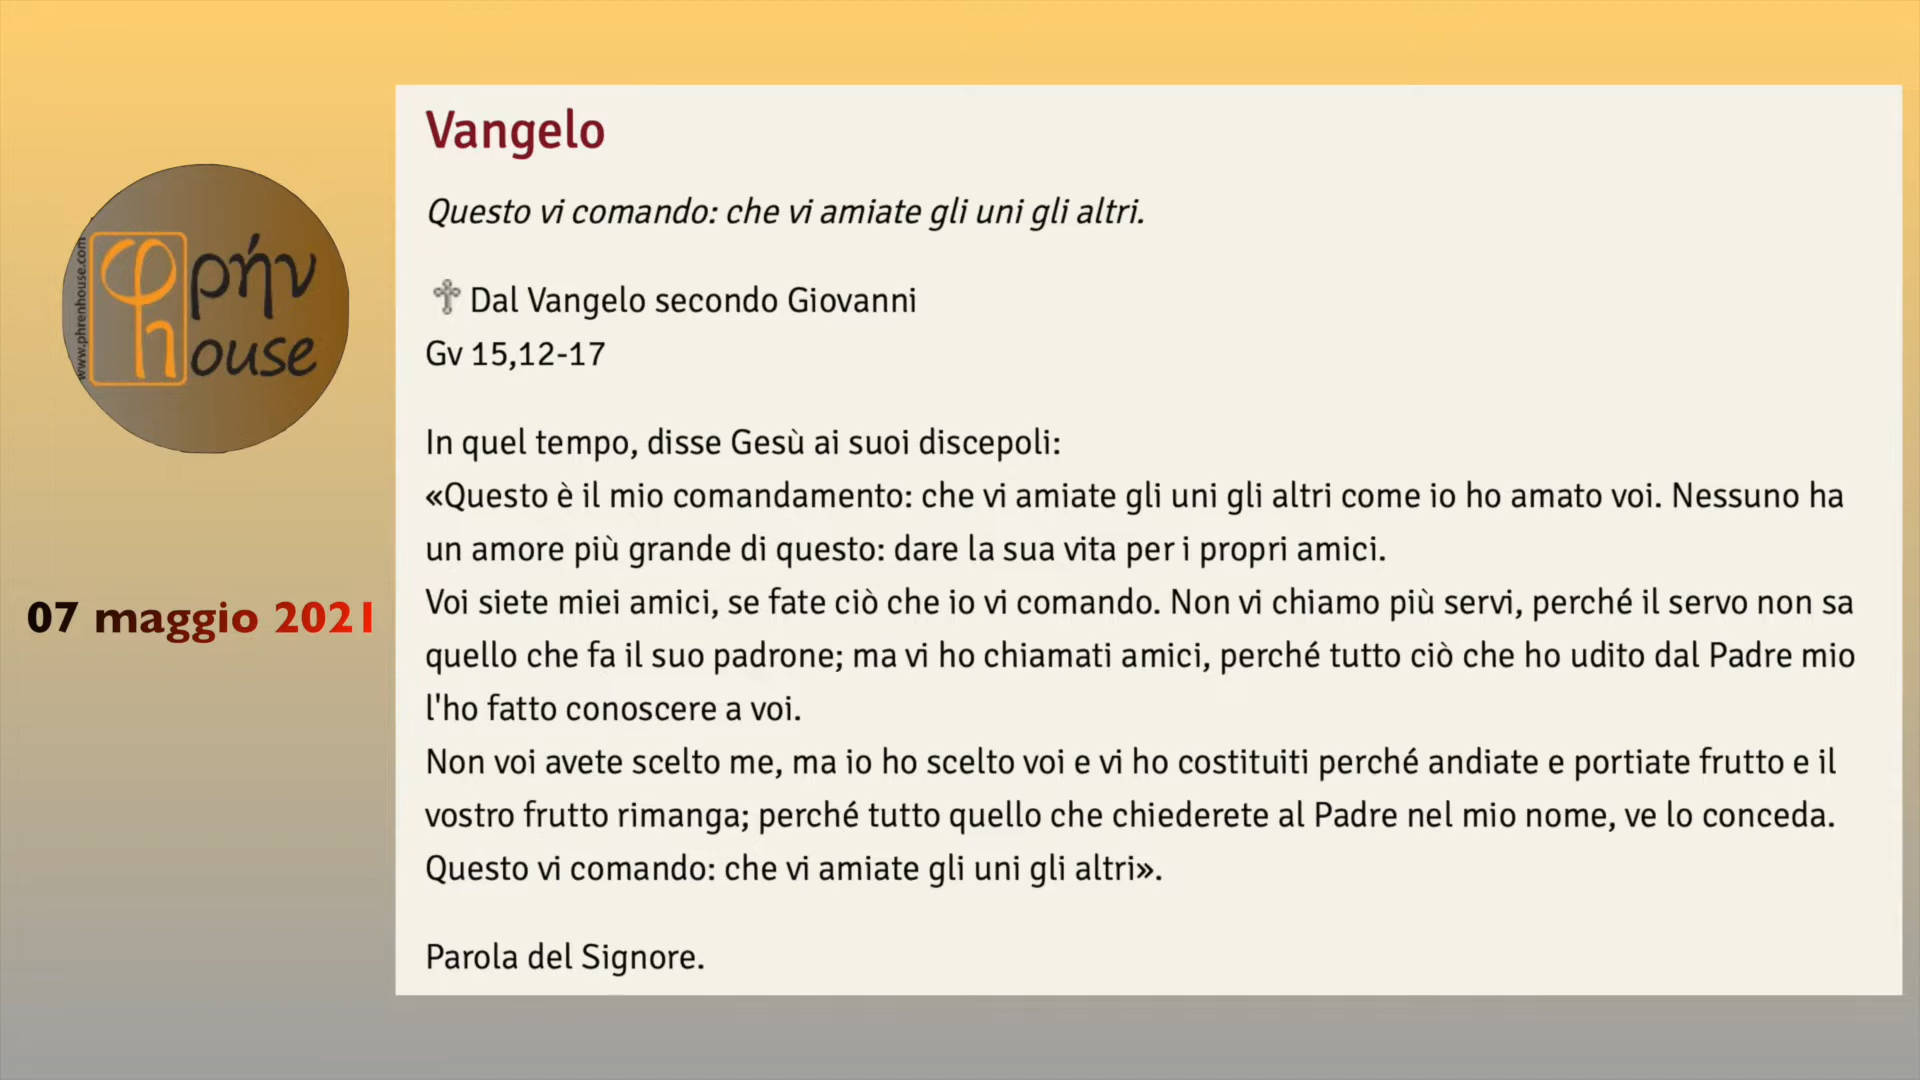 www.phrenhouse.com
φρήν
house
07 maggio 2021
Vangelo
Questo vi comando: che vi amiate gli uni gli altri.
Dal Vangelo secondo Giovanni
Gv 15,12-17
In quel tempo, disse Gesù ai suoi discepoli:
«Questo è il mio comandamento: che vi amiate gli uni gli altri come io ho amato voi. Nessuno ha
un amore più grande di questo: dare la sua vita per i propri amici.
Voi siete miei amici, se fate ciò che io vi comando. Non vi chiamo più servi, perché il servo non sa
quello che fa il suo padrone; ma vi ho chiamati amici, perché tutto ciò che ho udito dal Padre mio
l'ho fatto conoscere a voi.
Non voi avete scelto me, ma io ho scelto voi e vi ho costituiti perché andiate e portiate frutto e il
vostro frutto rimanga; perché tutto quello che chiederete al Padre nel mio nome, ve lo conceda.
Questo vi comando: che vi amiate gli uni gli altri».
Parola del Signore.